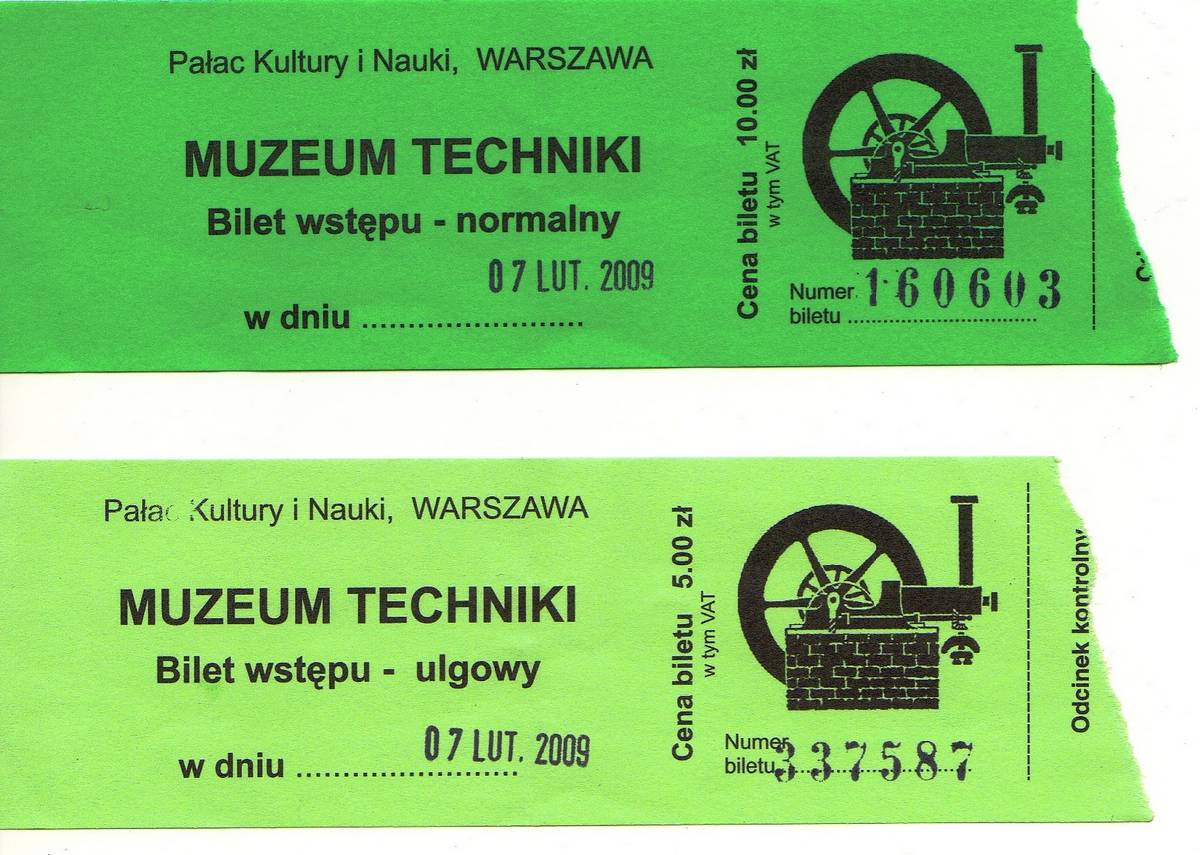 Pałac Kultury i Nauki, WARSZAWA
MUZEUM TECHNIKI
Bilet wstępu - normalny
07 LUT. 2009
w dniu ..............................
Cena biletu 10.00 zł
w tym VAT
Numer 160603
biletu ..............................
Pałac Kultury i Nauki, WARSZAWA
MUZEUM TECHNIKI
Bilet wstępu - ulgowy
07 LUT. 2009
w dniu ..............................
Cena biletu 5.00 zł
w tym VAT
Numer
biletu 337587
Odcinek kontrolny